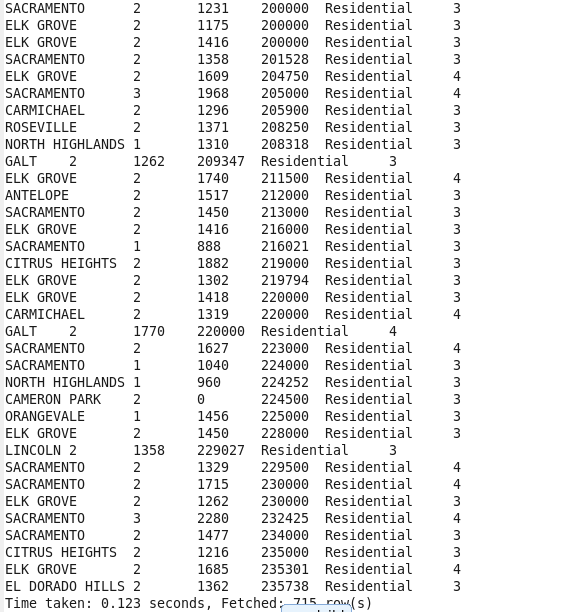 SACRAMENTO	2	1231	200000	Residential	3
ELK GROVE	2	1175	200000	Residential	3
ELK GROVE	2	1416	200000	Residential	3
SACRAMENTO	2	1358	201528	Residential	3
ELK GROVE	2	1609	204750	Residential	4
SACRAMENTO	3	1968	205000	Residential	4
CARMICHAEL	2	1296	205900	Residential	3
ROSEVILLE	2	1371	208250	Residential	3
NORTH HIGHLANDS	1	1310	208318	Residential	3
GALT	2	1262	209347	Residential	3
ELK GROVE	2	1740	211500	Residential	4
ANTELOPE	2	1517	212000	Residential	3
SACRAMENTO	2	1450	213000	Residential	3
ELK GROVE	2	1416	216000	Residential	3
SACRAMENTO	1	888	216021	Residential	3
CITRUS HEIGHTS	2	1882	219000	Residential	3
ELK GROVE	2	1302	219794	Residential	3
ELK GROVE	2	1418	220000	Residential	3
CARMICHAEL	2	1319	220000	Residential	4
GALT	2	1770	220000	Residential	4
SACRAMENTO	2	1627	223000	Residential	4
SACRAMENTO	1	1040	224000	Residential	3
NORTH HIGHLANDS	1	960	224252	Residential	3
CAMERON PARK	2	0	224500	Residential	3
ORANGEVALE	1	1456	225000	Residential	3
ELK GROVE	2	1450	228000	Residential	3
LINCOLN	2	1358	229027	Residential	3
SACRAMENTO	2	1329	229500	Residential	4
SACRAMENTO	2	1715	230000	Residential	4
ELK GROVE	2	1262	230000	Residential	3
SACRAMENTO	3	2280	232425	Residential	4
SACRAMENTO	2	1477	234000	Residential	3
CITRUS HEIGHTS	2	1216	235000	Residential	3
ELK GROVE	2	1685	235301	Residential	4
EL DORADO HILLS	2	1362	235738	Residential	3
Time taken: 0.123 seconds, Fetched: 715 row(s)